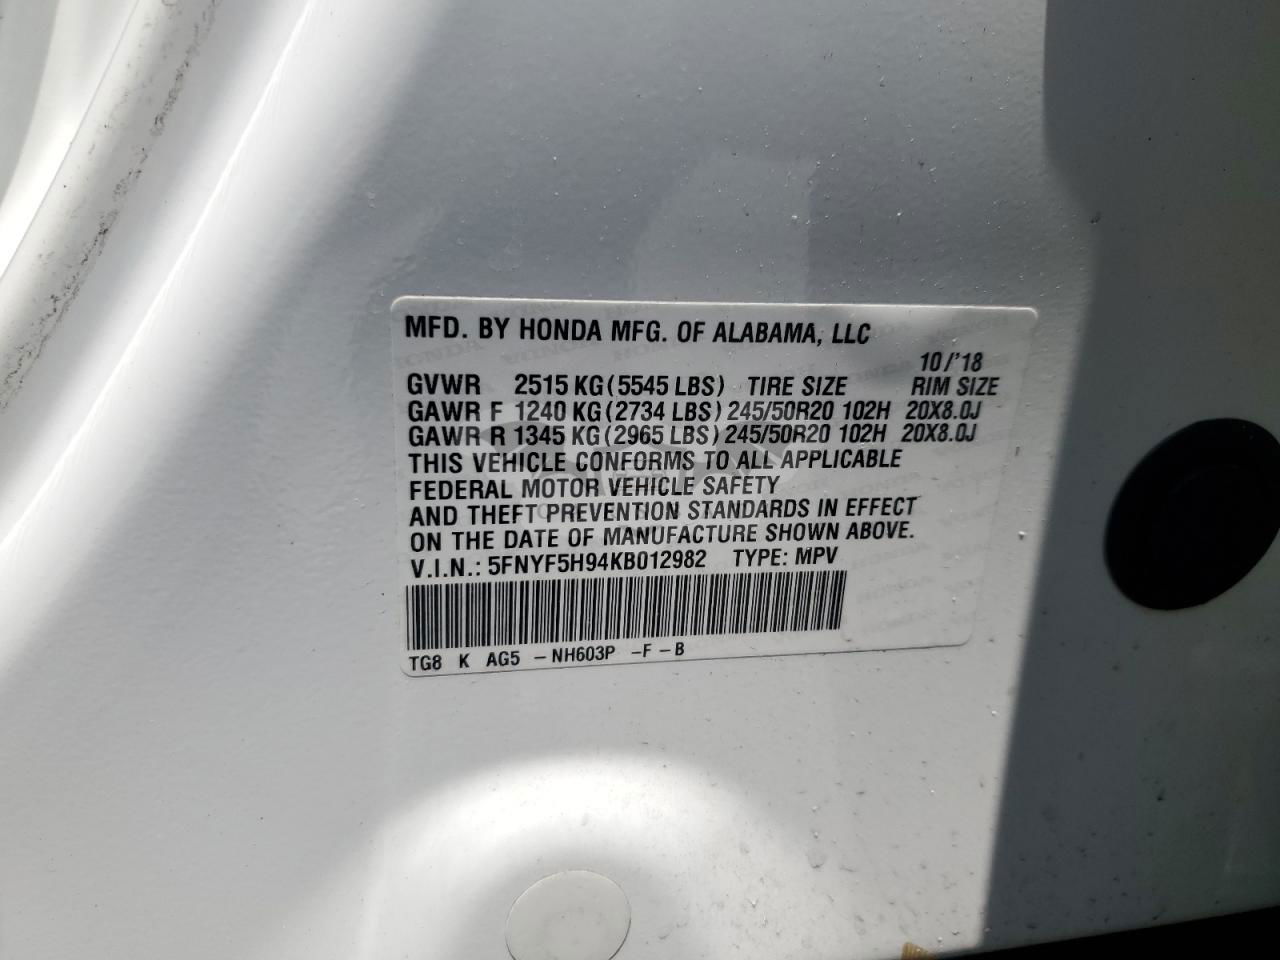 MFD. BY HONDA MFG. OF ALABAMA, LLC
10/'18
GVWR 2515 KG(5545 LBS) TIRE SIZE RIM SIZE
GAWR F 1240 KG(2734 LBS) 245/50R20 102H 20X8.0J
GAWR R 1345 KG(2965 LBS) 245/50R20 102H 20X8.0J
THIS VEHICLE CONFORMS TO ALL APPLICABLE
FEDERAL MOTOR VEHICLE SAFETY
AND THEFT PREVENTION STANDARDS IN EFFECT
ON THE DATE OF MANUFACTURE SHOWN ABOVE.
V.I.N.: 5FNYF5H94KB012982 TYPE: MPV
TG8 K AG5 -NH603P -F-B